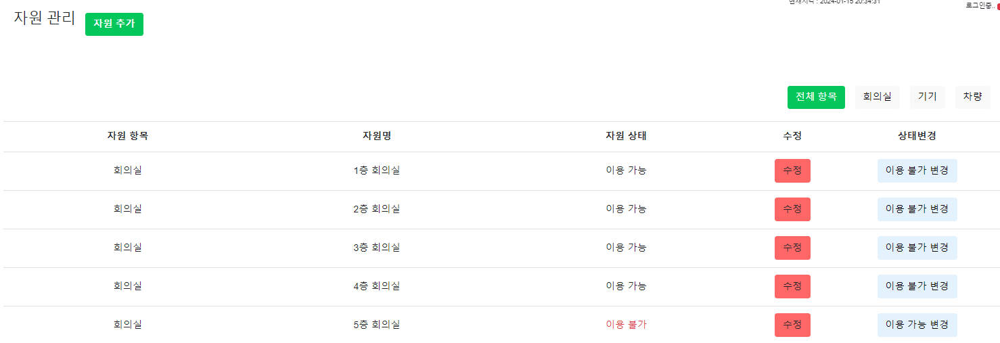 현재시각 : 2024-01-15 20:34:31
로그인중..
자원 관리 자원 추가
전체 항목 회의실 기기 차량
자원 항목 자원명 자원 상태 수정 상태변경
회의실 1층 회의실 이용 가능 수정 이용 불가 변경
회의실 2층 회의실 이용 가능 수정 이용 불가 변경
회의실 3층 회의실 이용 가능 수정 이용 불가 변경
회의실 4층 회의실 이용 가능 수정 이용 불가 변경
회의실 5층 회의실 이용 불가 수정 이용 가능 변경